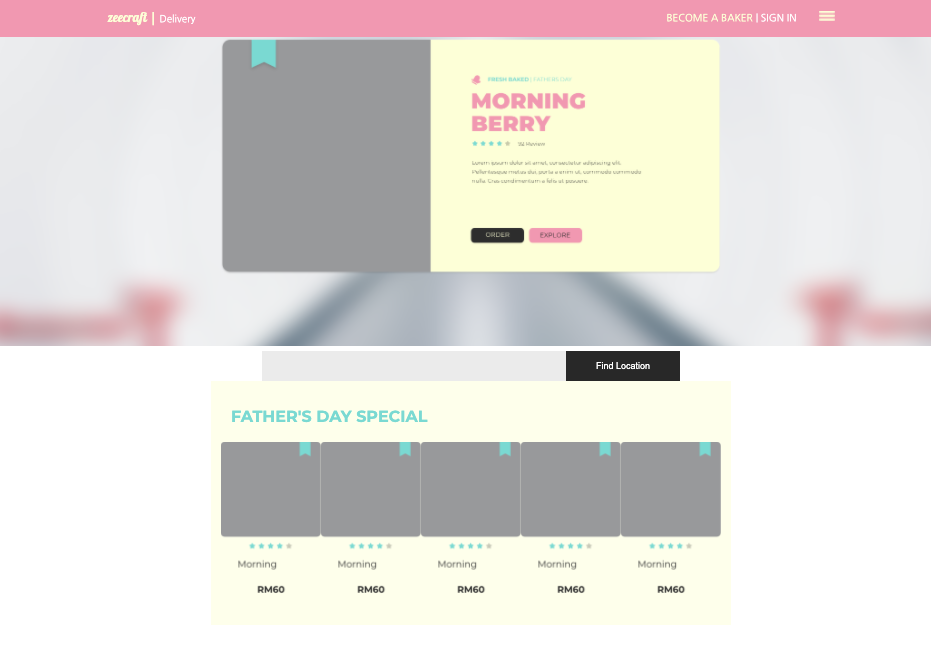 zeecraft | Delivery
BECOME A BAKER | SIGN IN
FRESH BAKED / FATHERS DAY
MORNING
BERRY
Review
Lorem ipsum dolor sit amet, consectetur adipiscing elit.
Pellentesque metus dui, porta a enim ut, commodo commodo
nulla. Cras condimentum a felis at posuere.
ORDER EXPLORE
Find Location
FATHER'S DAY SPECIAL
Morning Morning Morning Morning Morning
RM60 RM60 RM60 RM60 RM60